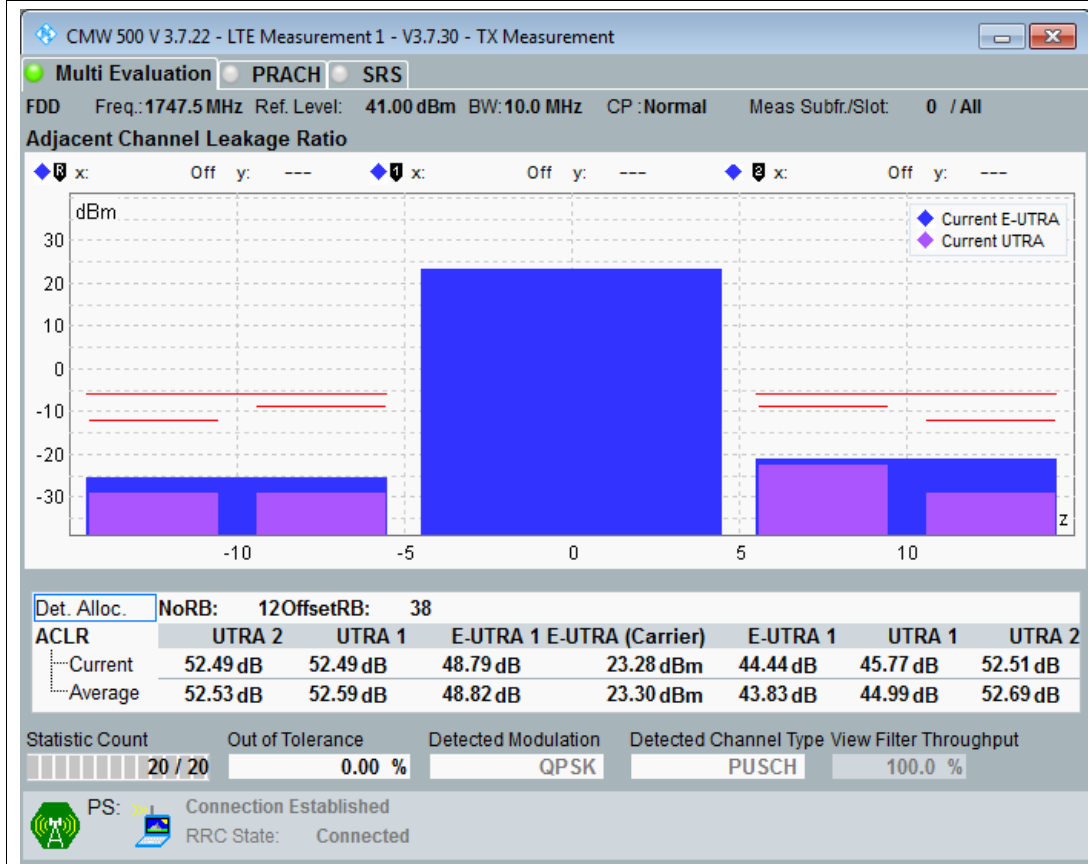 CMW 500 V 3.7.22 - LTE Measurement 1 - V3.7.30 - TX Measurement
Multi Evaluation PRACH SRS
FDD Freq.: 1747.5 MHz Ref. Level: 41.00 dBm BW: 10.0 MHz CP : Normal Meas Subfr./Slot: 0 / All
Adjacent Channel Leakage Ratio
R x: Off y: --- 1 x: Off y: --- 2 x: Off y: ---
dBm
Current E-UTRA
Current UTRA
30
20
10
0
-10
-20
-30
z
-10 -5 0 5 10
Det. Alloc. NoRB: 12 OffsetRB: 38
ACLR UTRA 2 UTRA 1 E-UTRA 1 E-UTRA (Carrier) E-UTRA 1 UTRA 1 UTRA 2
Current 52.49 dB 52.49 dB 48.79 dB 23.28 dBm 44.44 dB 45.77 dB 52.51 dB
Average 52.53 dB 52.59 dB 48.82 dB 23.30 dBm 43.83 dB 44.99 dB 52.69 dB
Statistic Count Out of Tolerance Detected Modulation Detected Channel Type View Filter Throughput
20 / 20 0.00 % QPSK PUSCH 100.0 %
PS: Connection Established
RRC State: Connected